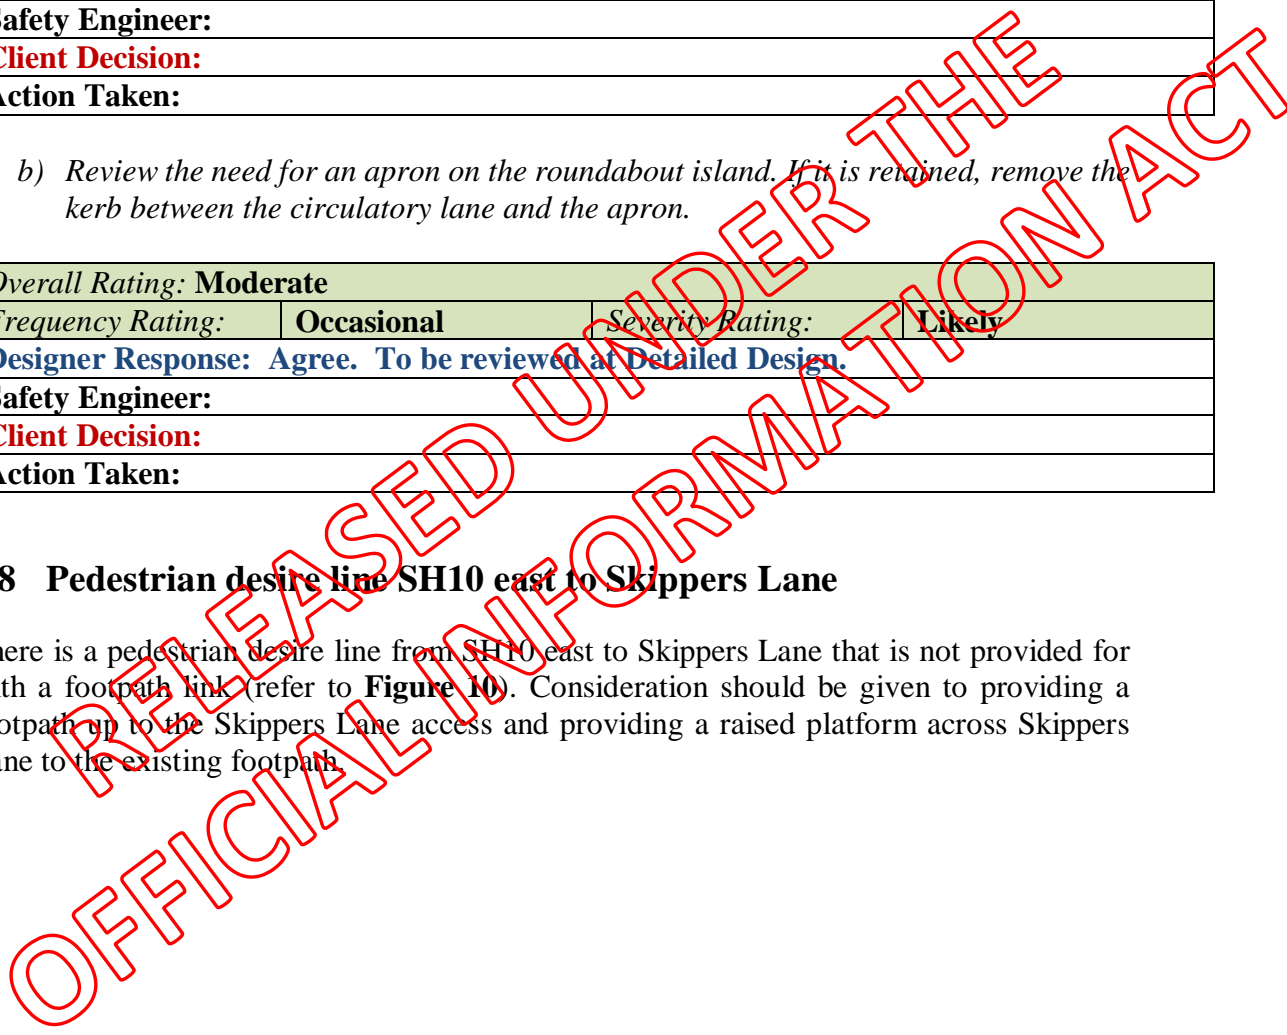 Safety Engineer:
Client Decision:
Action Taken:
b) Review the need for an apron on the roundabout island. If it is retained, remove the
kerb between the circulatory lane and the apron.
Overall Rating: Moderate
Frequency Rating: Occasional Severity Rating: Likely
Designer Response: Agree. To be reviewed at Detailed Design.
Safety Engineer:
Client Decision:
Action Taken:
8 Pedestrian desire line SH10 east to Skippers Lane
here is a pedestrian desire line from SH10 east to Skippers Lane that is not provided for
th a footpath link (refer to Figure 10). Consideration should be given to providing a
otpath up to the Skippers Lane access and providing a raised platform across Skippers
ane to the existing footpath.
RELEASED UNDER THE
OFFICIAL INFORMATION ACT